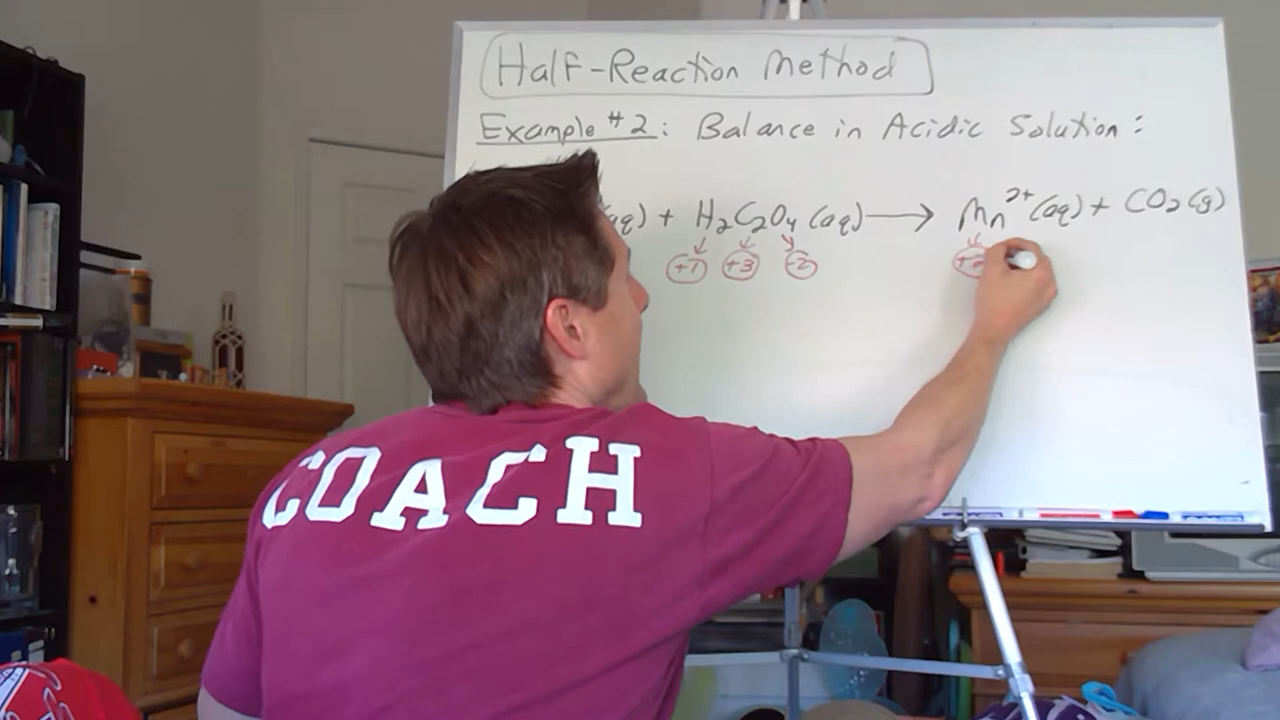 Half-Reaction Method
Example #2: Balance in Acidic Solution:
(aq) + H₂C₂O₄ (aq) ⟶ Mn²⁺(aq) + CO₂(g)
+1 +3 -2 +2
COACH